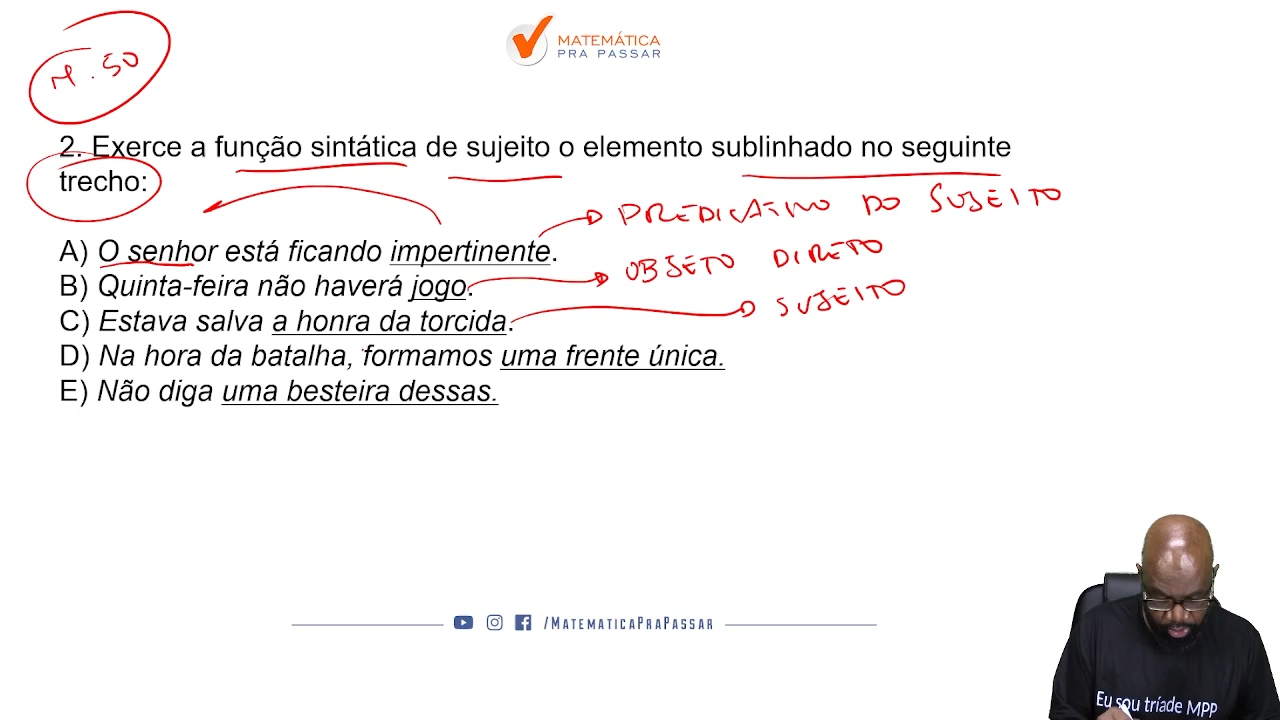 M.50
MATEMÁTICA
PRA PASSAR
2. Exerce a função sintática de sujeito o elemento sublinhado no seguinte
trecho:
PREDICATIVO DO SUJEITO
A) O senhor está ficando impertinente.
OBJETO DIRETO
B) Quinta-feira não haverá jogo.
SUJEITO
C) Estava salva a honra da torcida.
D) Na hora da batalha, formamos uma frente única.
E) Não diga uma besteira dessas.
/MATEMATICAPRAPASSAR
Eu sou tríade MPP